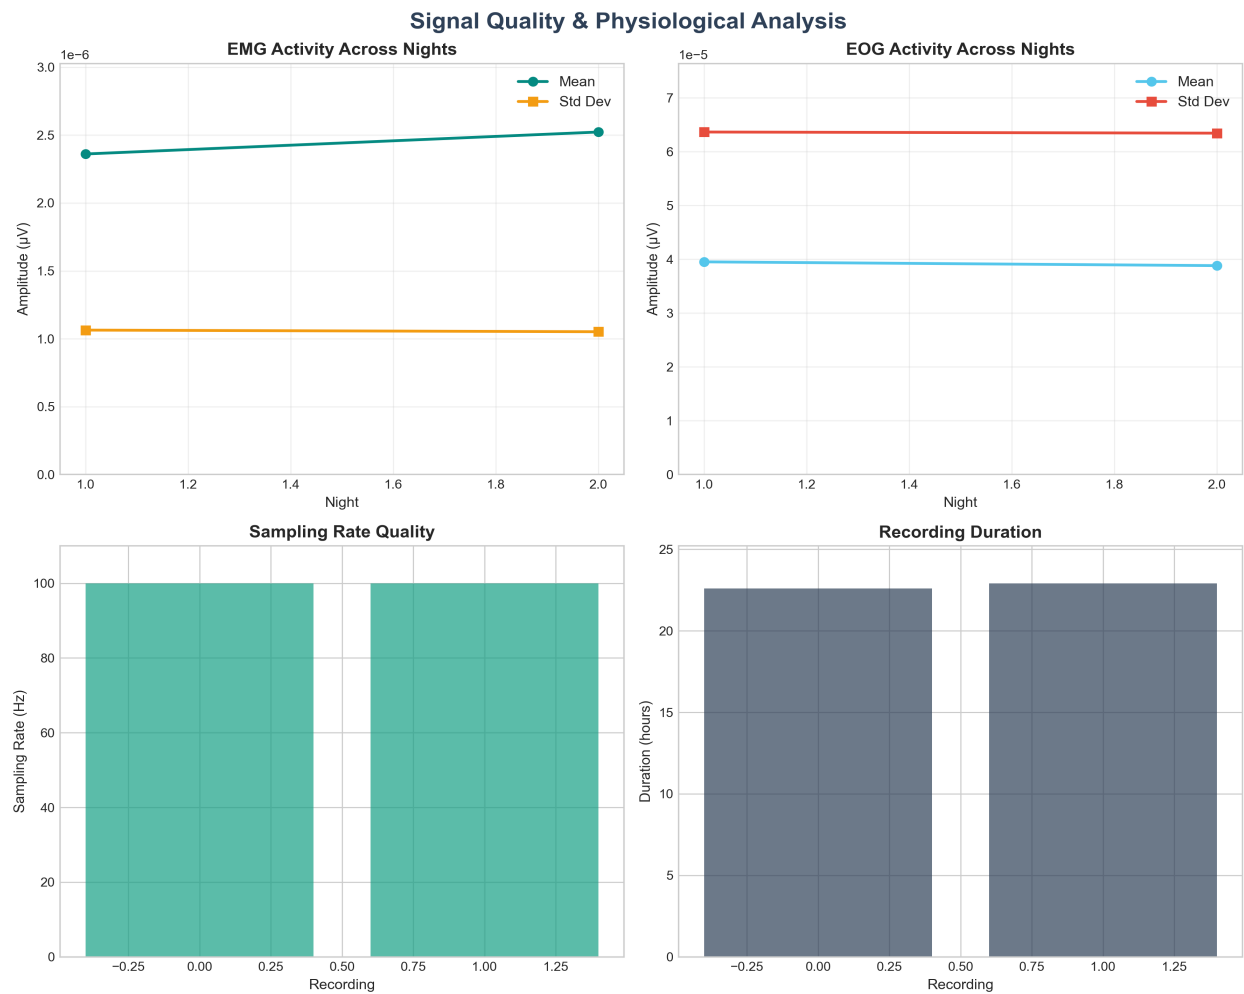 Signal Quality & Physiological Analysis
EMG Activity Across Nights
1e−6
3.0
2.5
2.0
1.5
1.0
0.5
0.0
Amplitude (µV)
Mean
Std Dev
1.0 1.2 1.4 1.6 1.8 2.0
Night
EOG Activity Across Nights
1e−5
7
6
5
4
3
2
1
0
Amplitude (µV)
Mean
Std Dev
1.0 1.2 1.4 1.6 1.8 2.0
Night
Sampling Rate Quality
100
80
60
40
20
0
Sampling Rate (Hz)
−0.25 0.00 0.25 0.50 0.75 1.00 1.25
Recording
Recording Duration
25
20
15
10
5
0
Duration (hours)
−0.25 0.00 0.25 0.50 0.75 1.00 1.25
Recording